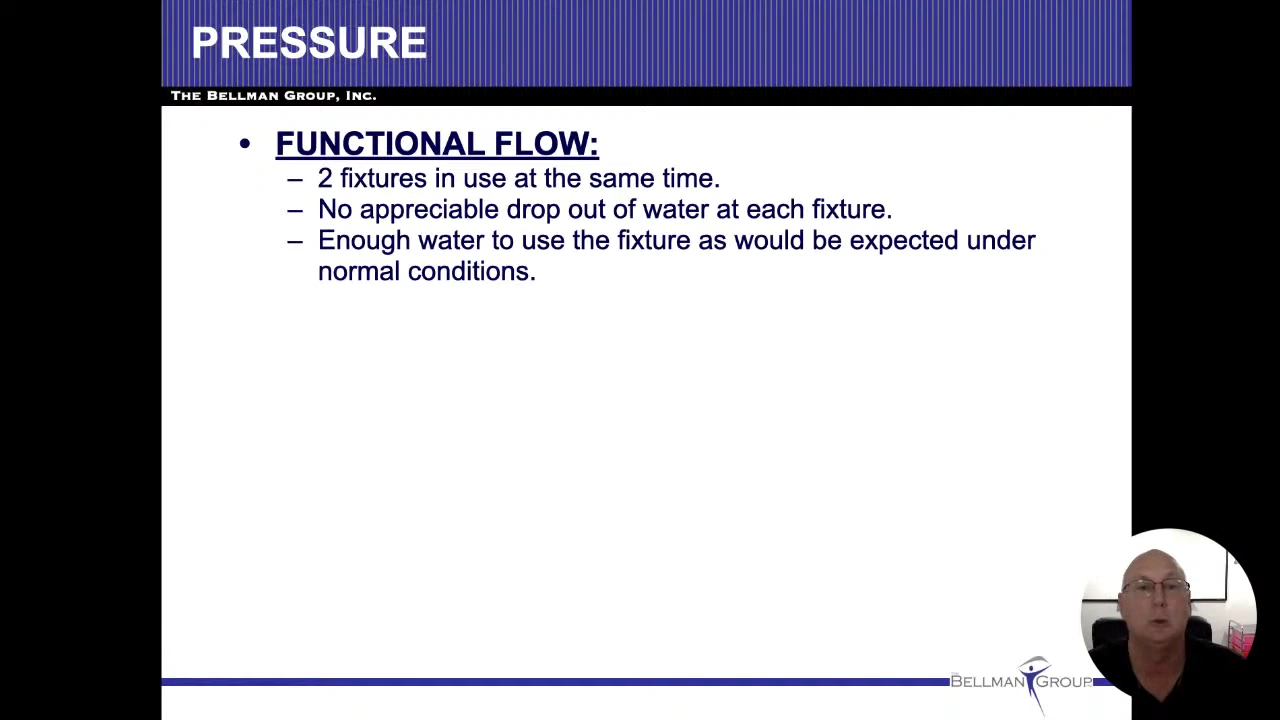 PRESSURE
THE BELLMAN GROUP, INC.
• FUNCTIONAL FLOW:
– 2 fixtures in use at the same time.
– No appreciable drop out of water at each fixture.
– Enough water to use the fixture as would be expected under
normal conditions.
THE BELLMAN GROUP